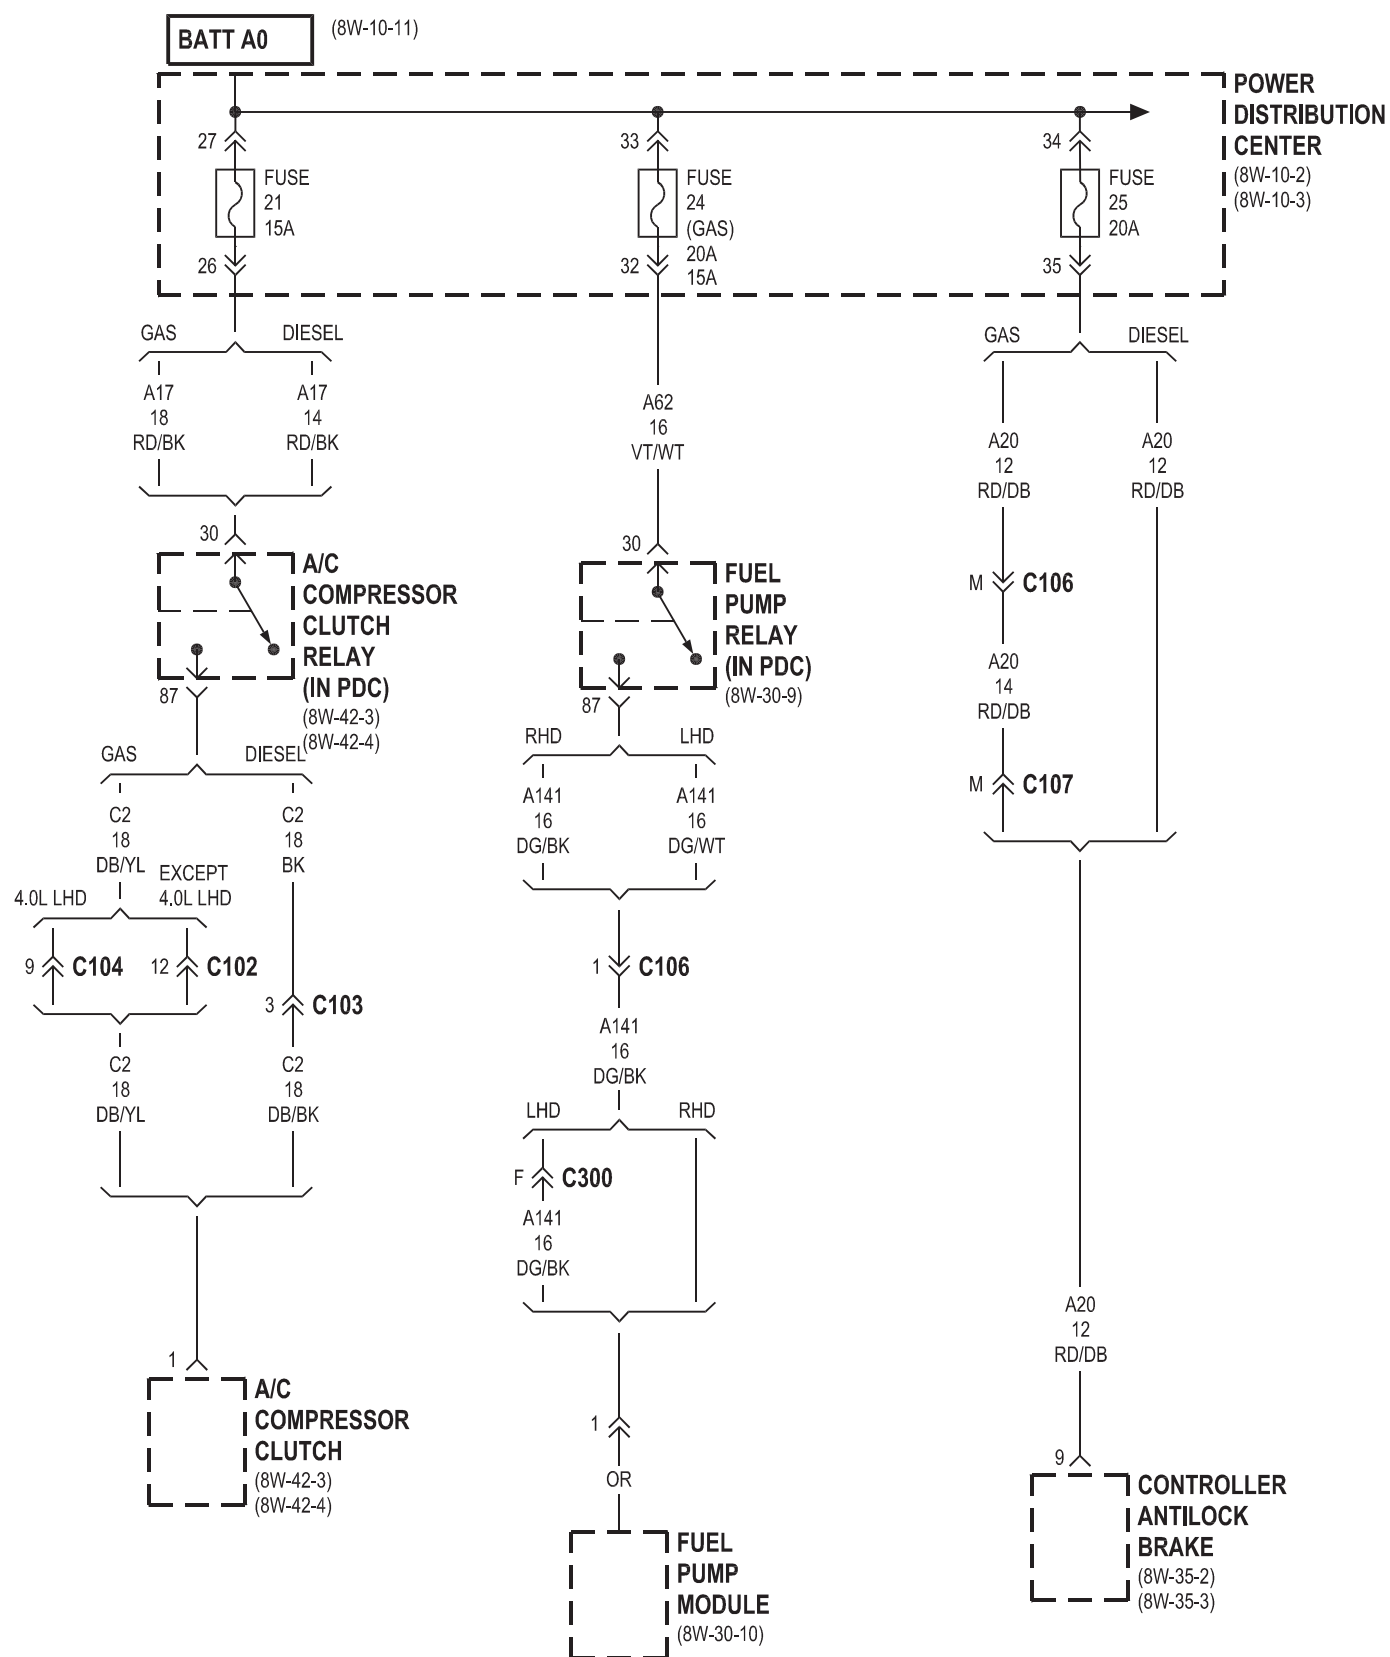 BATT A0
(8W-10-11)
POWER
DISTRIBUTION
CENTER
(8W-10-2)
(8W-10-3)
27
FUSE
21
15A
26
33
FUSE
24
(GAS)
20A
15A
32
34
FUSE
25
20A
35
GAS
DIESEL
A17
18
RD/BK
A17
14
RD/BK
30
A/C
COMPRESSOR
CLUTCH
RELAY
(IN PDC)
(8W-42-3)
(8W-42-4)
87
GAS
DIESEL
C2
18
DB/YL
C2
18
BK
4.0L LHD
EXCEPT
4.0L LHD
9
C104
12
C102
3
C103
C2
18
DB/YL
C2
18
DB/BK
1
A/C
COMPRESSOR
CLUTCH
(8W-42-3)
(8W-42-4)
A62
16
VT/WT
30
FUEL
PUMP
RELAY
(IN PDC)
(8W-30-9)
87
RHD
LHD
A141
16
DG/BK
A141
16
DG/WT
1
C106
A141
16
DG/BK
LHD
RHD
F
C300
A141
16
DG/BK
1
OR
FUEL
PUMP
MODULE
(8W-30-10)
GAS
DIESEL
A20
12
RD/DB
A20
12
RD/DB
M
C106
A20
14
RD/DB
M
C107
A20
12
RD/DB
9
CONTROLLER
ANTILOCK
BRAKE
(8W-35-2)
(8W-35-3)